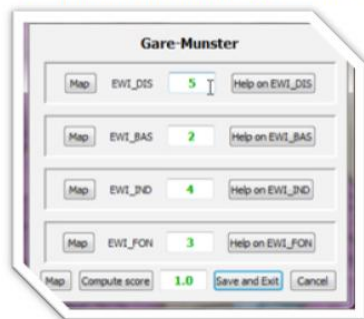 Gare-Munster
Map EWI_DIS 5 Help on EWI_DIS
Map EWI_BAS 2 Help on EWI_BAS
Map EWI_IND 4 Help on EWI_IND
Map EWI_FON 3 Help on EWI_FON
Map Compute score 1.0 Save and Exit Cancel